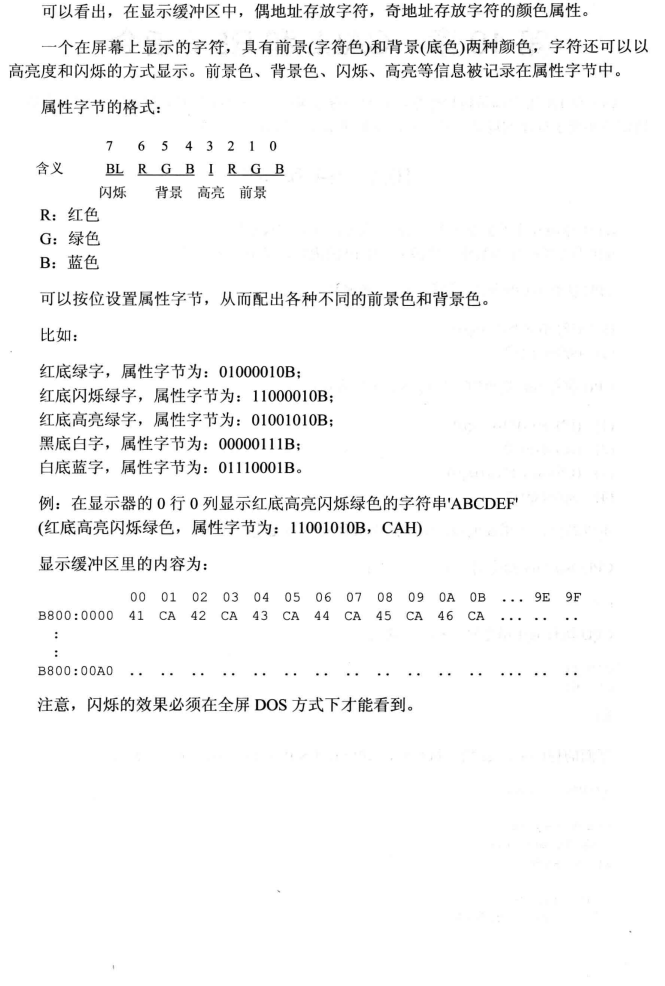 可以看出，在显示缓冲区中，偶地址存放字符，奇地址存放字符的颜色属性。
一个在屏幕上显示的字符，具有前景(字符色)和背景(底色)两种颜色，字符还可以以
高亮度和闪烁的方式显示。前景色、背景色、闪烁、高亮等信息被记录在属性字节中。
属性字节的格式：
7 6 5 4 3 2 1 0
含义 BL R G B I R G B
闪烁 背景 高亮 前景
R：红色
G：绿色
B：蓝色
可以按位设置属性字节，从而配出各种不同的前景色和背景色。
比如：
红底绿字，属性字节为：01000010B；
红底闪烁绿字，属性字节为：11000010B；
红底高亮绿字，属性字节为：01001010B；
黑底白字，属性字节为：00000111B；
白底蓝字，属性字节为：01110001B。
例：在显示器的 0 行 0 列显示红底高亮闪烁绿色的字符串'ABCDEF'
(红底高亮闪烁绿色，属性字节为：11001010B，CAH)
显示缓冲区里的内容为：
00 01 02 03 04 05 06 07 08 09 0A 0B ... 9E 9F
B800:0000 41 CA 42 CA 43 CA 44 CA 45 CA 46 CA ... .. ..
:
:
B800:00A0 .. .. .. .. .. .. .. .. .. .. .. .. ... .. ..
注意，闪烁的效果必须在全屏 DOS 方式下才能看到。